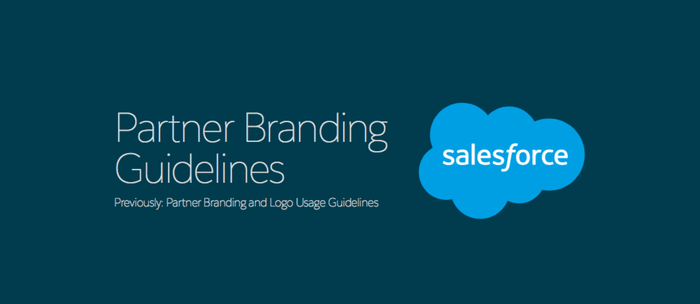 Partner Branding
Guidelines
Previously: Partner Branding and Logo Usage Guidelines
salesforce